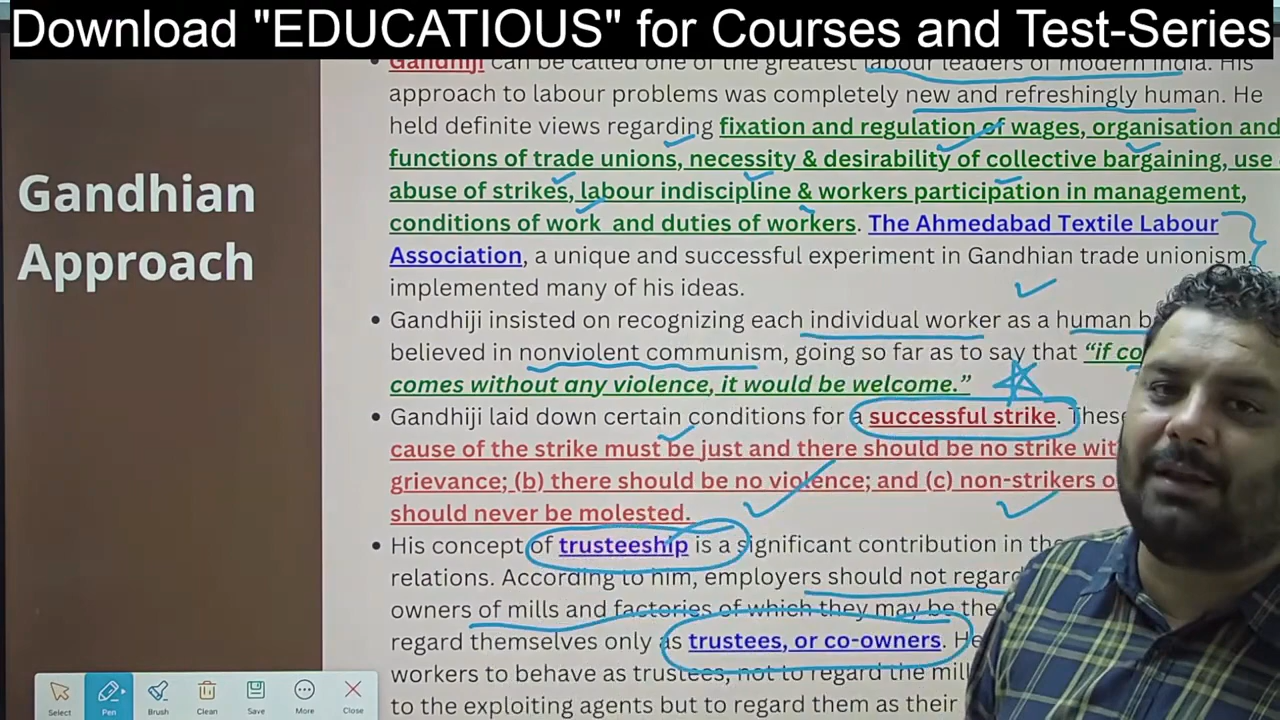 Download "EDUCATIOUS" for Courses and Test-Series
Gandhian
Approach
• Gandhiji can be called one of the greatest labour leaders of modern India. His
approach to labour problems was completely new and refreshingly human. He
held definite views regarding fixation and regulation of wages, organisation and
functions of trade unions, necessity & desirability of collective bargaining, use
abuse of strikes, labour indiscipline & workers participation in management,
conditions of work and duties of workers. The Ahmedabad Textile Labour
Association, a unique and successful experiment in Gandhian trade unionism,
implemented many of his ideas.
• Gandhiji insisted on recognizing each individual worker as a human
believed in nonviolent communism, going so far as to say that “if
comes without any violence, it would be welcome.”
• Gandhiji laid down certain conditions for a successful strike. These
cause of the strike must be just and there should be no strike
grievance; (b) there should be no violence; and (c) non-strikers
should never be molested.
• His concept of trusteeship is a significant contribution in
relations. According to him, employers should not
owners of mills and factories of which they may be
regard themselves only as trustees, or co-owners. He
workers to behave as trustees, not to regard the
to the exploiting agents but to regard them as their
Select
Pen
Brush
Clean
Save
More
Close